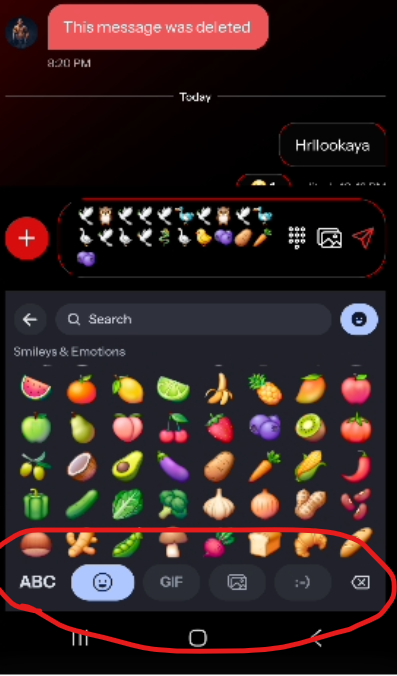 This message was deleted
8:20 PM
Today
Hrllookaya
Search
Smileys & Emotions
ABC
GIF
:-)